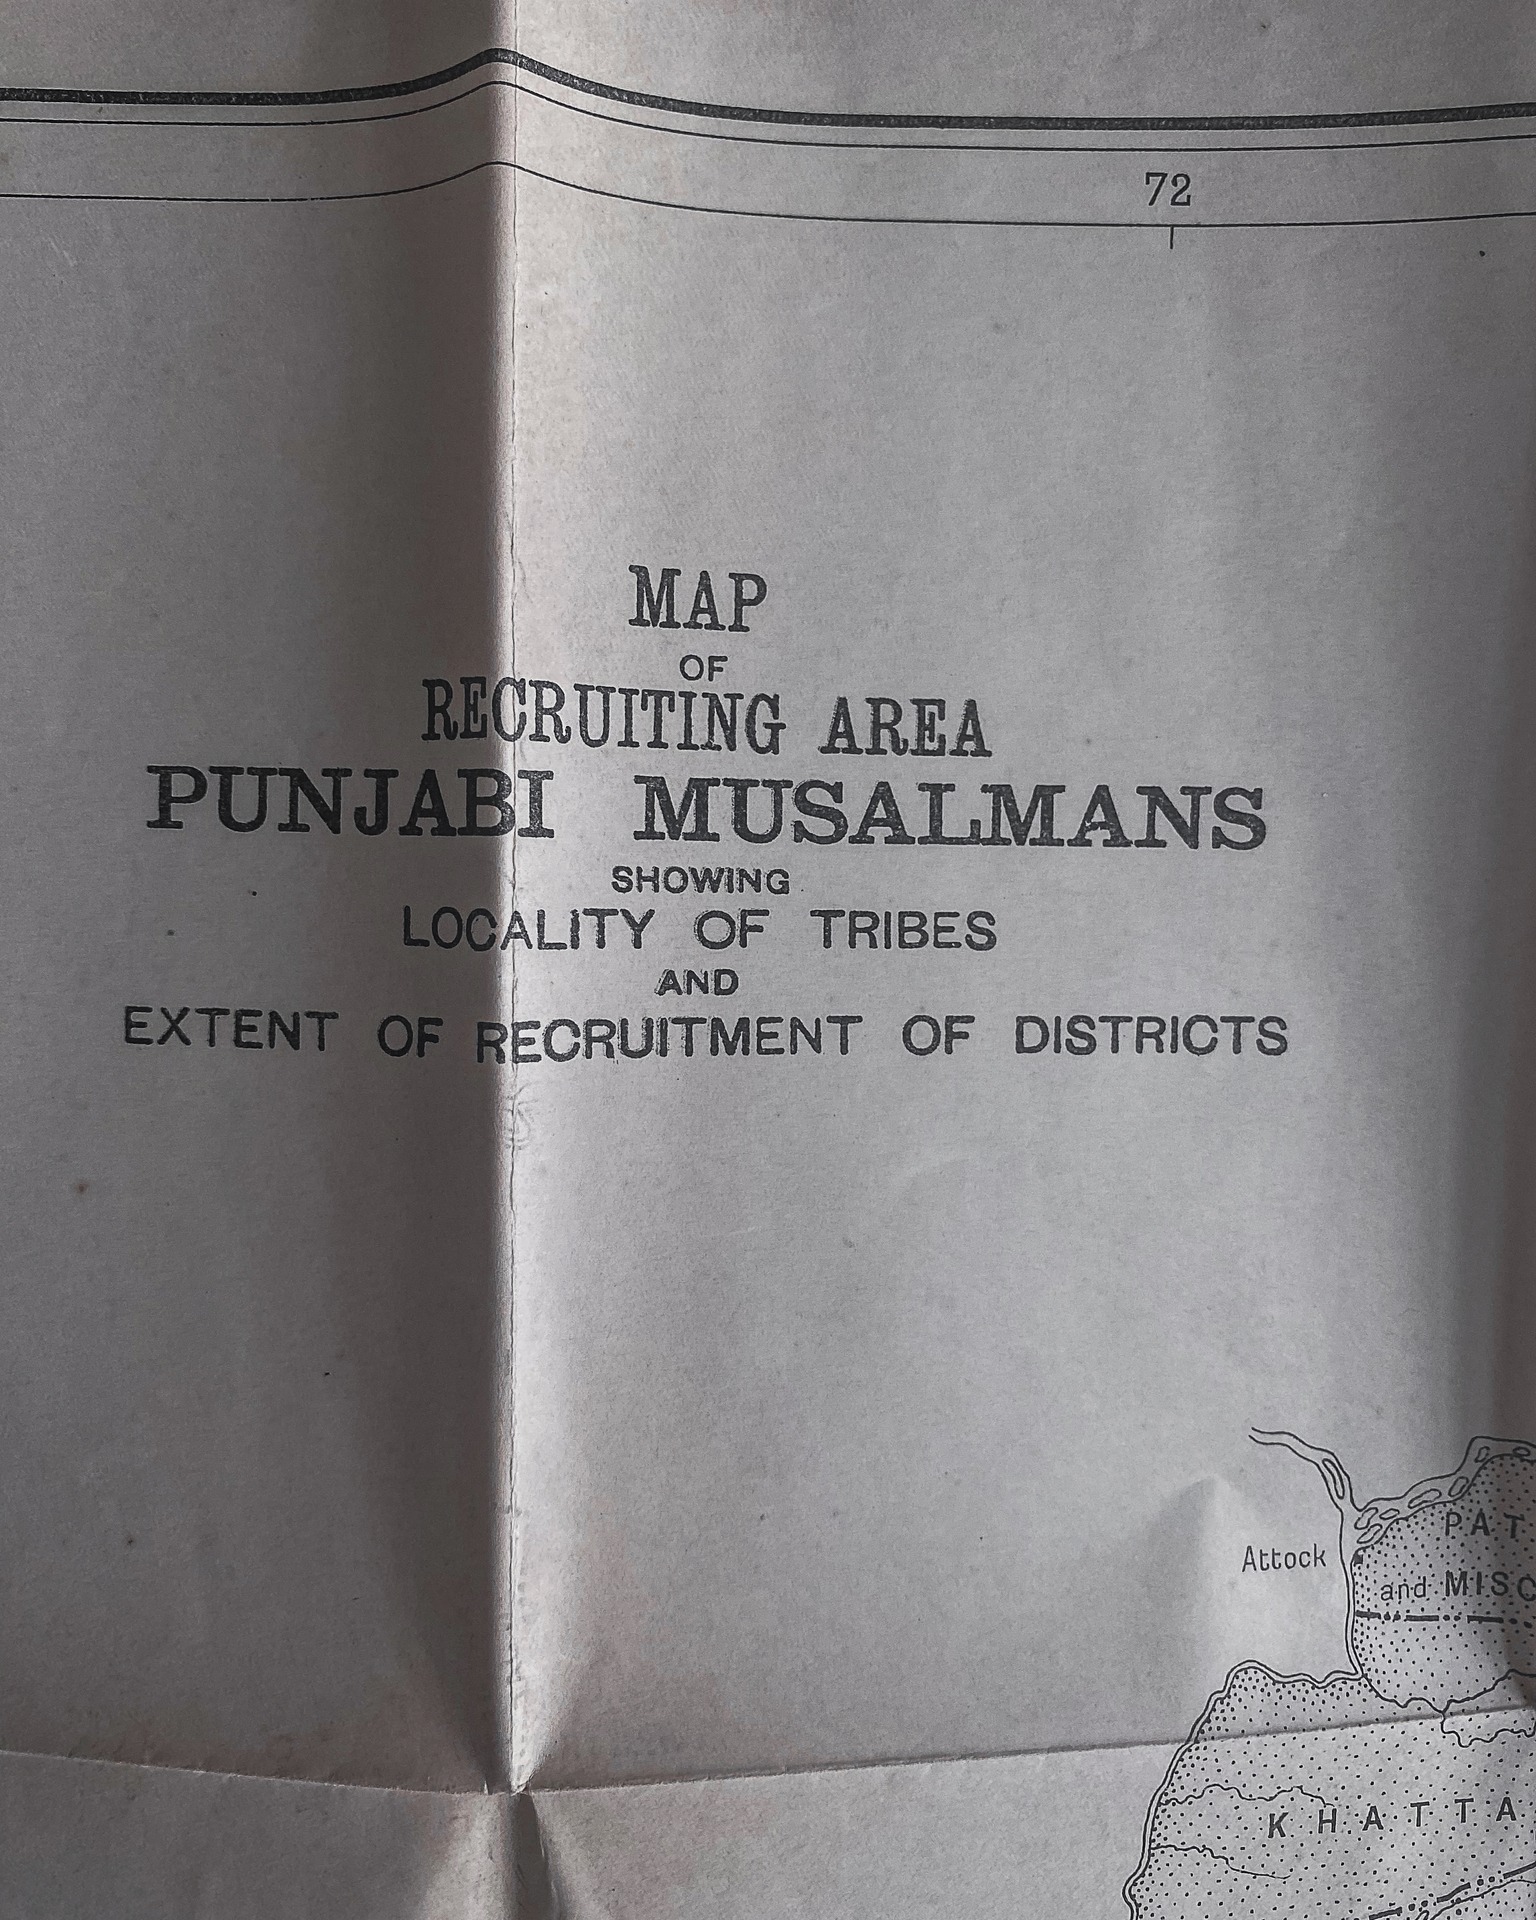 72
MAP
OF
RECRUITING AREA
PUNJABI MUSALMANS
SHOWING
LOCALITY OF TRIBES
AND
EXTENT OF RECRUITMENT OF DISTRICTS
PAT
Attock
and MISC
KHATTA